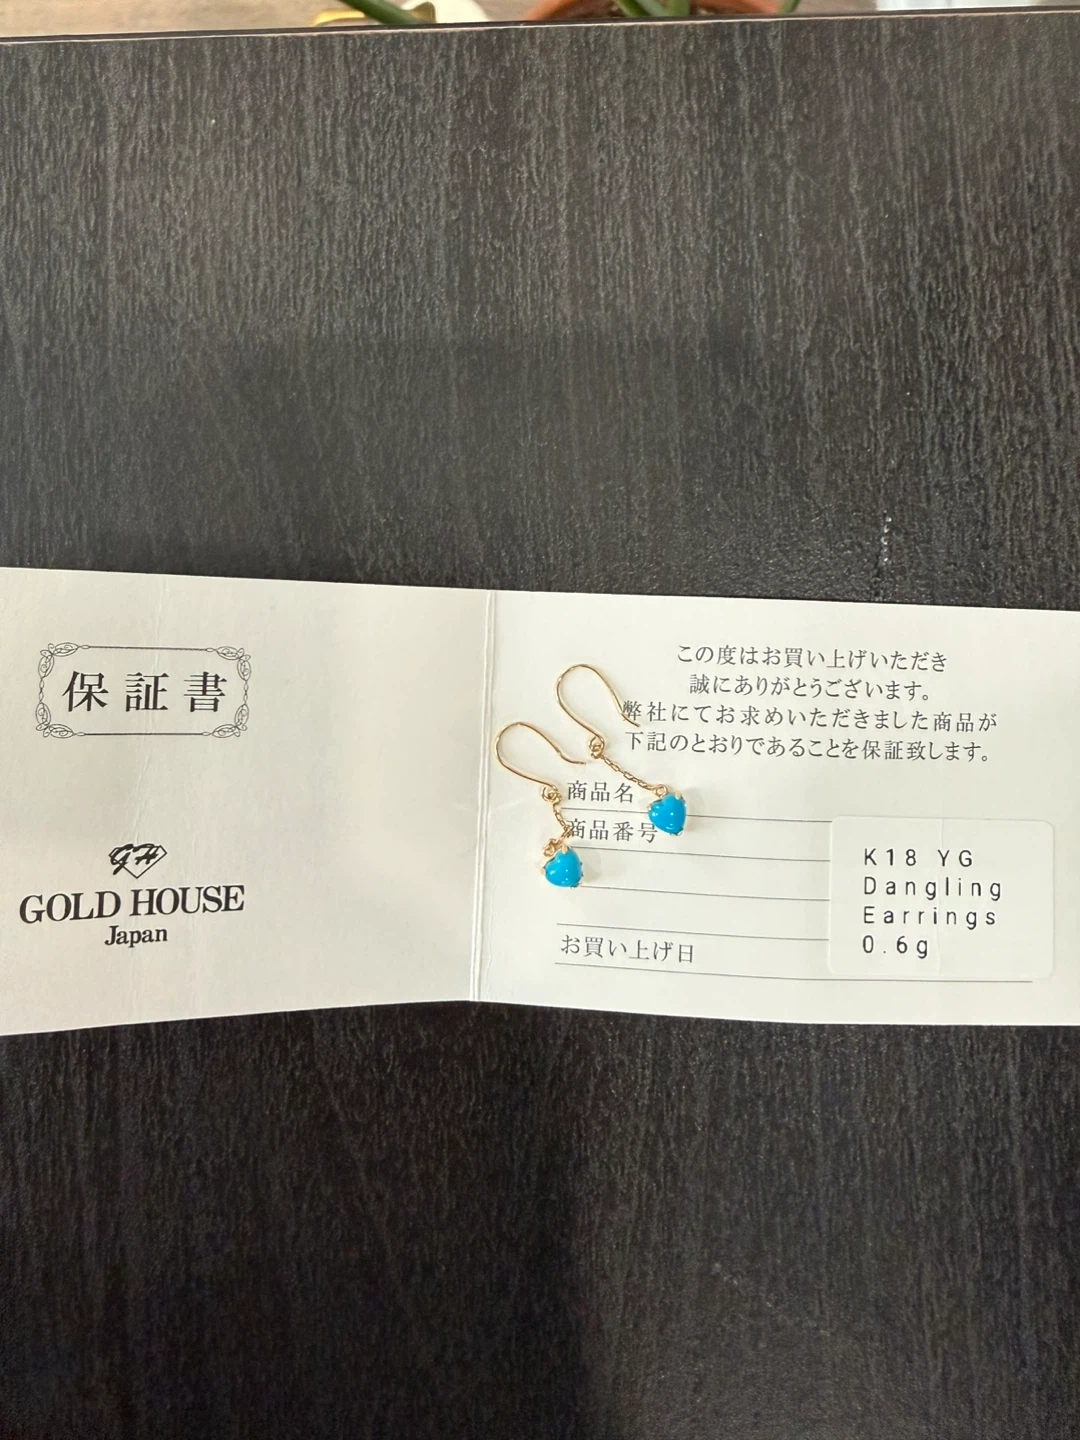 保証書
GH
GOLD HOUSE
Japan
この度はお買い上げいただき
誠にありがとうございます。
弊社にてお求めいただきました商品が
下記のとおりであることを保証致します。
商品名
商品番号
お買い上げ日
K18 YG
Dangling
Earrings
0.6g